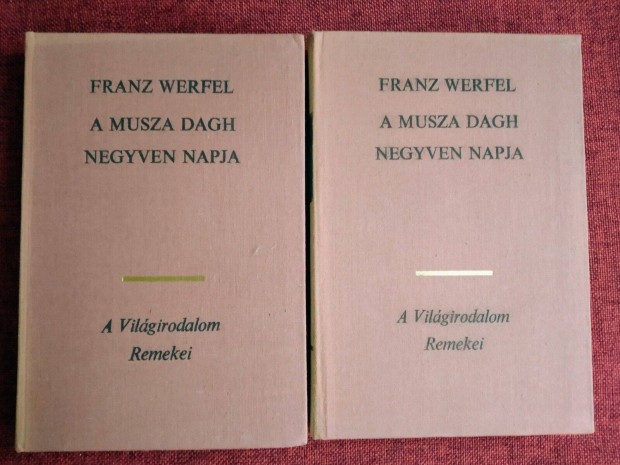 FRANZ WERFEL
A MUSZA DAGH
NEGYVEN NAPJA
A Világirodalom
Remekei
FRANZ WERFEL
A MUSZA DAGH
NEGYVEN NAPJA
A Világirodalom
Remekei